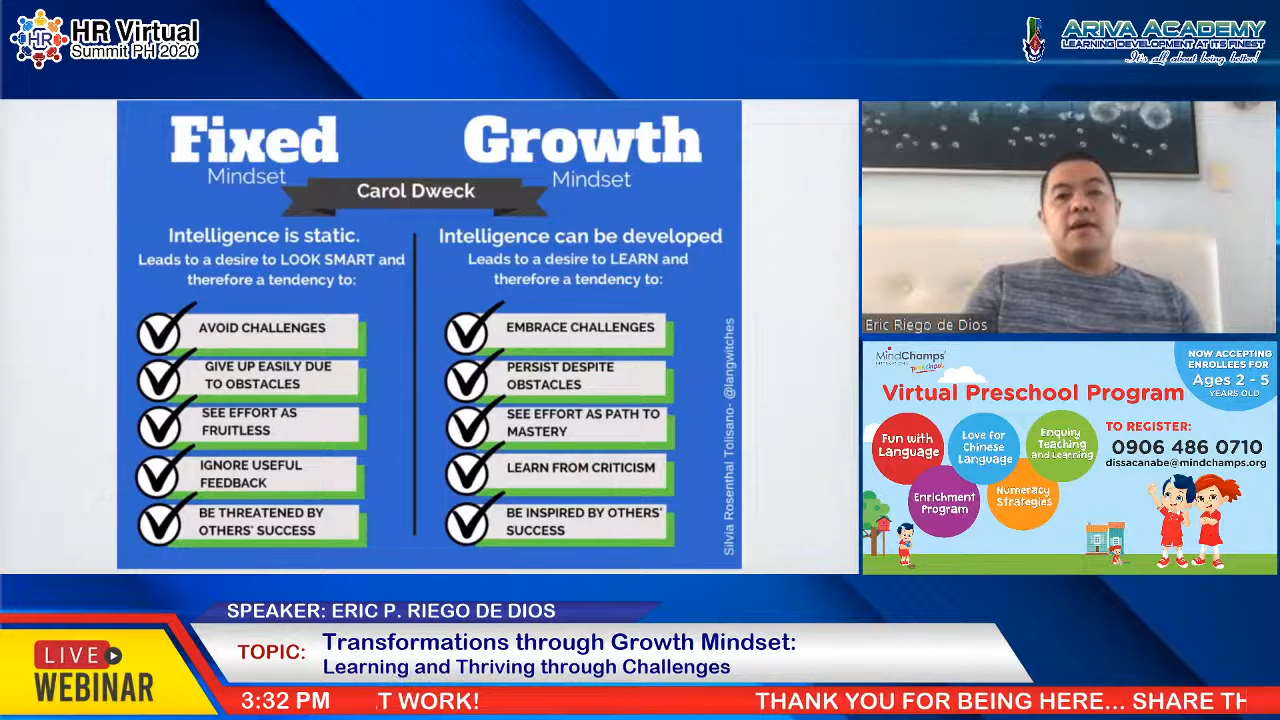 HR Virtual
Summit PH 2020
HR
ARIVA ACADEMY
LEARNING DEVELOPMENT AT ITS FINEST
It's all about being better!
Fixed
Mindset
Growth
Mindset
Carol Dweck
Intelligence is static.
Leads to a desire to LOOK SMART and
therefore a tendency to:
AVOID CHALLENGES
GIVE UP EASILY DUE
TO OBSTACLES
SEE EFFORT AS
FRUITLESS
IGNORE USEFUL
FEEDBACK
BE THREATENED BY
OTHERS' SUCCESS
Intelligence can be developed
Leads to a desire to LEARN and
therefore a tendency to:
EMBRACE CHALLENGES
PERSIST DESPITE
OBSTACLES
SEE EFFORT AS PATH TO
MASTERY
LEARN FROM CRITICISM
BE INSPIRED BY OTHERS'
SUCCESS
Silvia Rosenthal Tolisano- @langwitches
Eric Riego de Dios
MindChamps
Preschool
NOW ACCEPTING
ENROLLEES FOR
Ages 2 - 5
YEARS OLD
Virtual Preschool Program
Fun with
Language
Love for
Chinese
Language
Enquiry
Teaching
and Learning
Enrichment
Program
Numeracy
Strategies
TO REGISTER:
0906 486 0710
dissacanabe@mindchamps.org
SPEAKER: ERIC P. RIEGO DE DIOS
LIVE
WEBINAR
TOPIC:
Transformations through Growth Mindset:
Learning and Thriving through Challenges
3:32 PM
T WORK!
THANK YOU FOR BEING HERE... SHARE TH